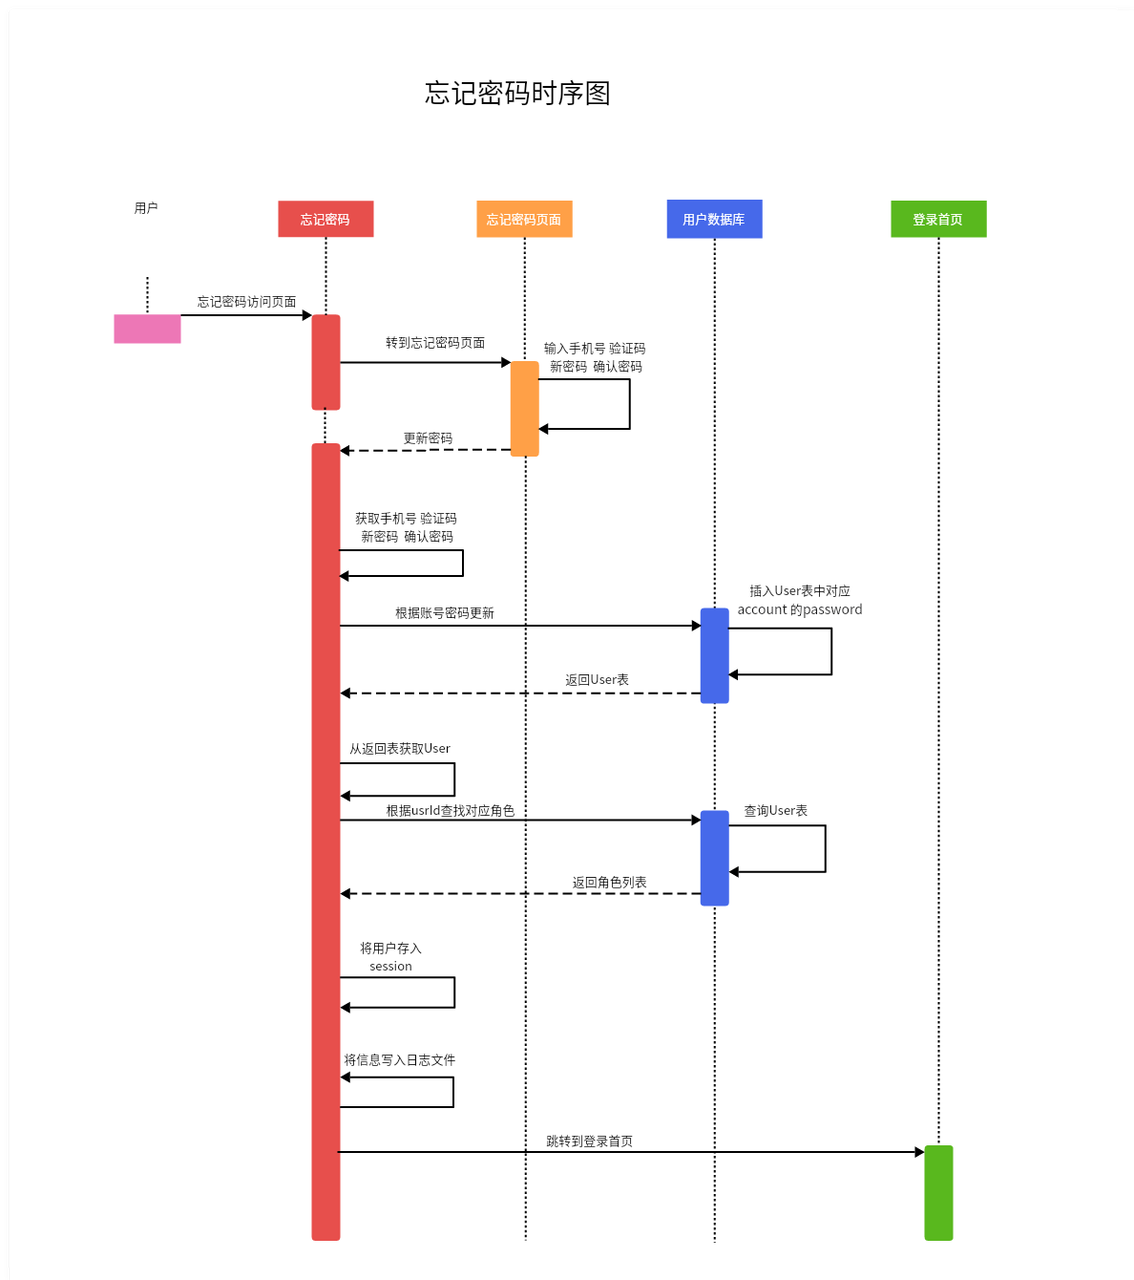 忘记密码时序图
用户
忘记密码
忘记密码页面
用户数据库
登录首页
忘记密码访问页面
转到忘记密码页面
输入手机号 验证码
新密码 确认密码
更新密码
获取手机号 验证码
新密码 确认密码
插入User表中对应
account 的password
根据账号密码更新
返回User表
从返回表获取User
根据usrId查找对应角色
查询User表
返回角色列表
将用户存入
session
将信息写入日志文件
跳转到登录首页